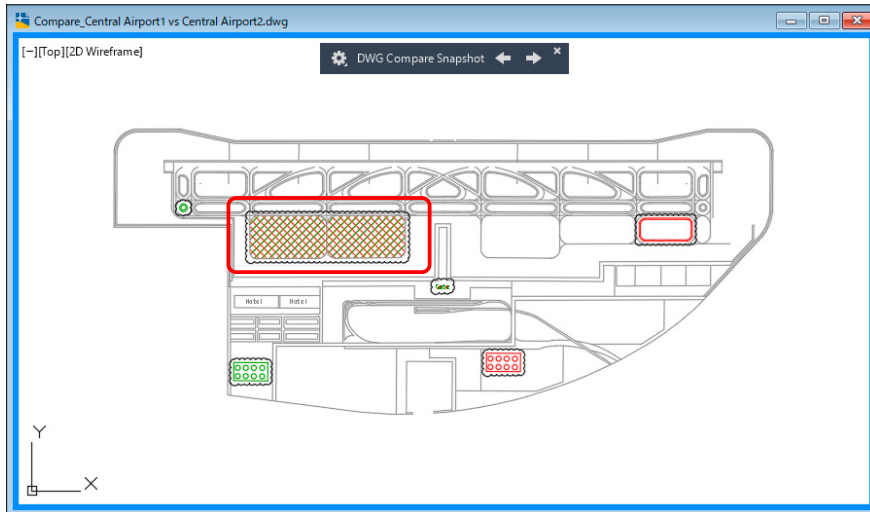 Compare_Central Airport1 vs Central Airport2.dwg
[−][Top][2D Wireframe]
DWG Compare Snapshot
Gate
Hotel Hotel
Y
X